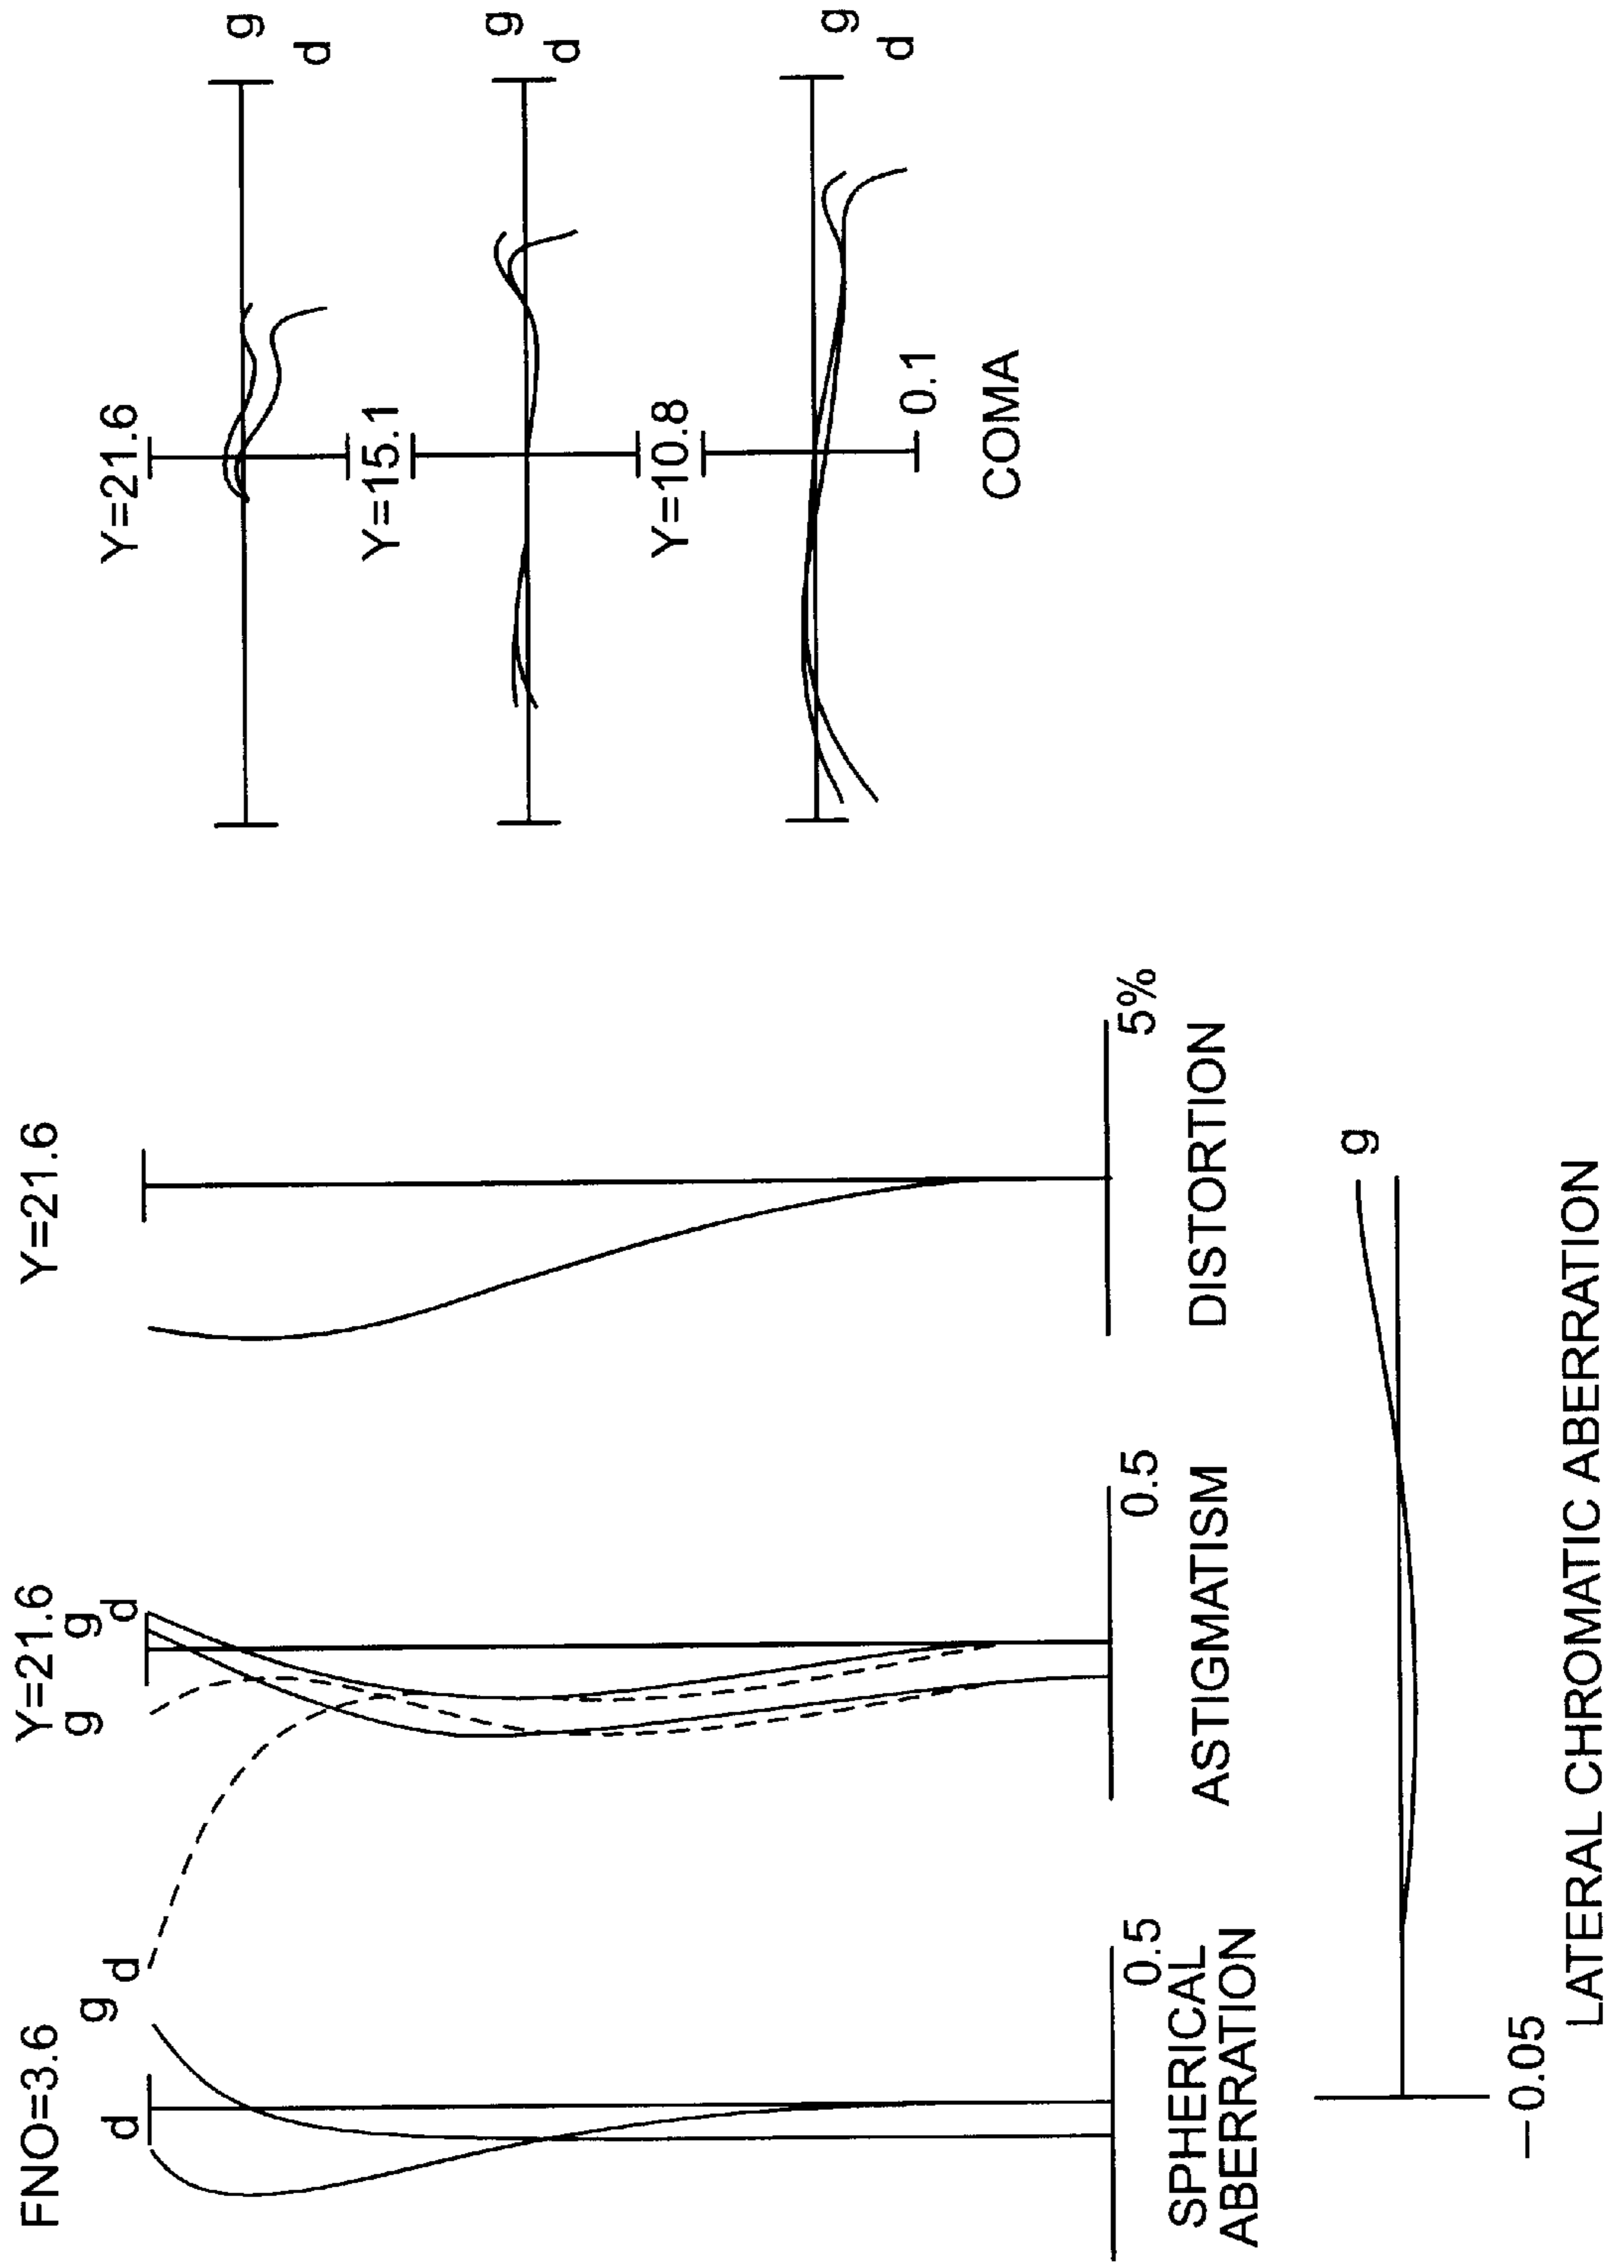 FNO=3.6
g
d
SPHERICAL
ABERRATION
0.5
Y=21.6
g
g
d
d
ASTIGMATISM
0.5
Y=21.6
DISTORTION
5%
Y=21.6
g
d
Y=15.1
g
d
Y=10.8
g
d
0.1
COMA
g
−0.05
LATERAL CHROMATIC ABERRATION